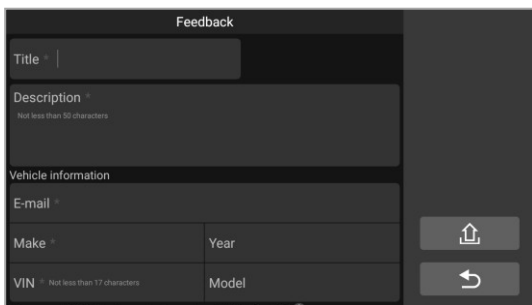 Feedback
Title *
Description *
Not less than 50 characters
Vehicle information
E-mail *
Make * Year
VIN * Not less than 17 characters Model